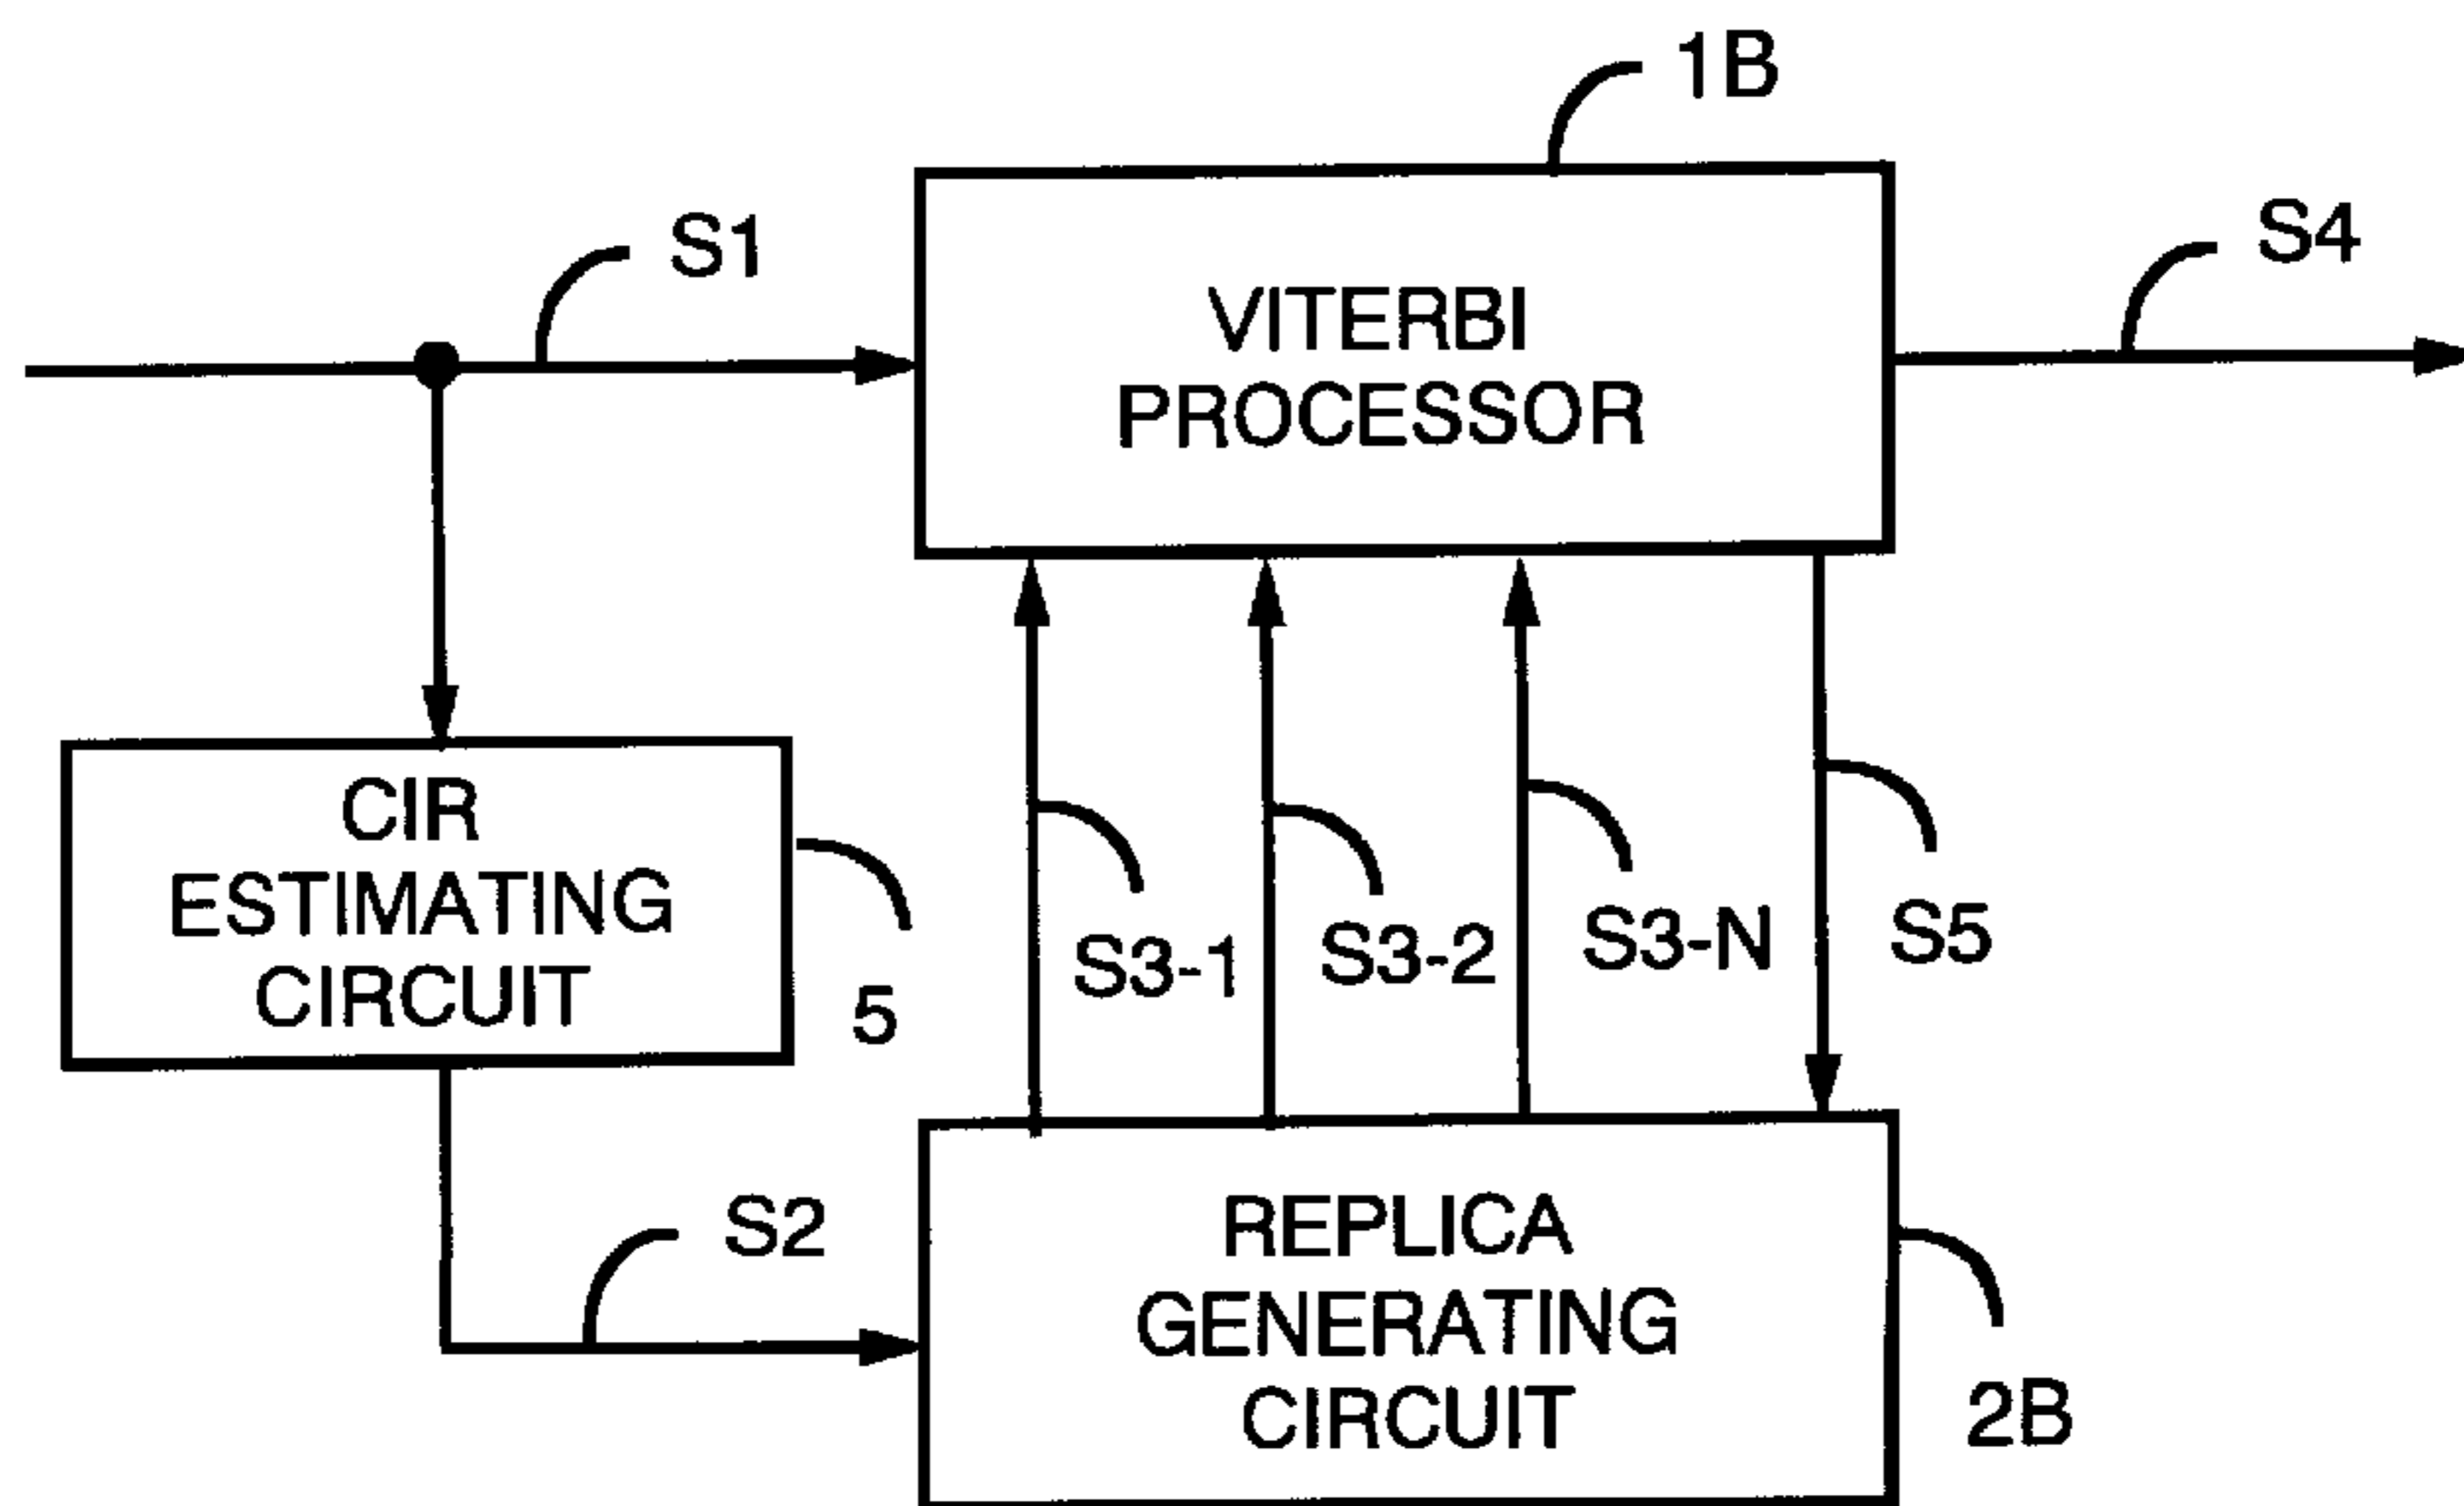 1B
S1
S4
VITERBI
PROCESSOR
CIR
ESTIMATING
CIRCUIT
5
S3-1
S3-2
S3-N
S5
S2
REPLICA
GENERATING
CIRCUIT
2B